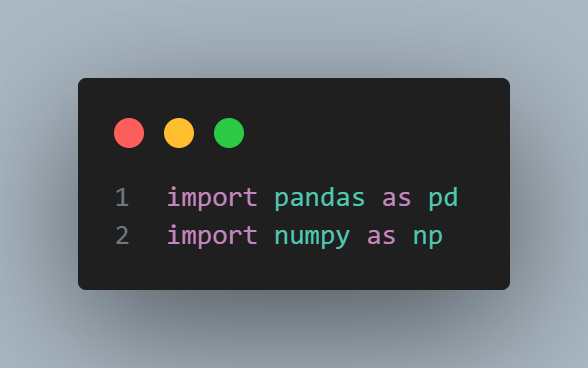 1 import pandas as pd
2 import numpy as np